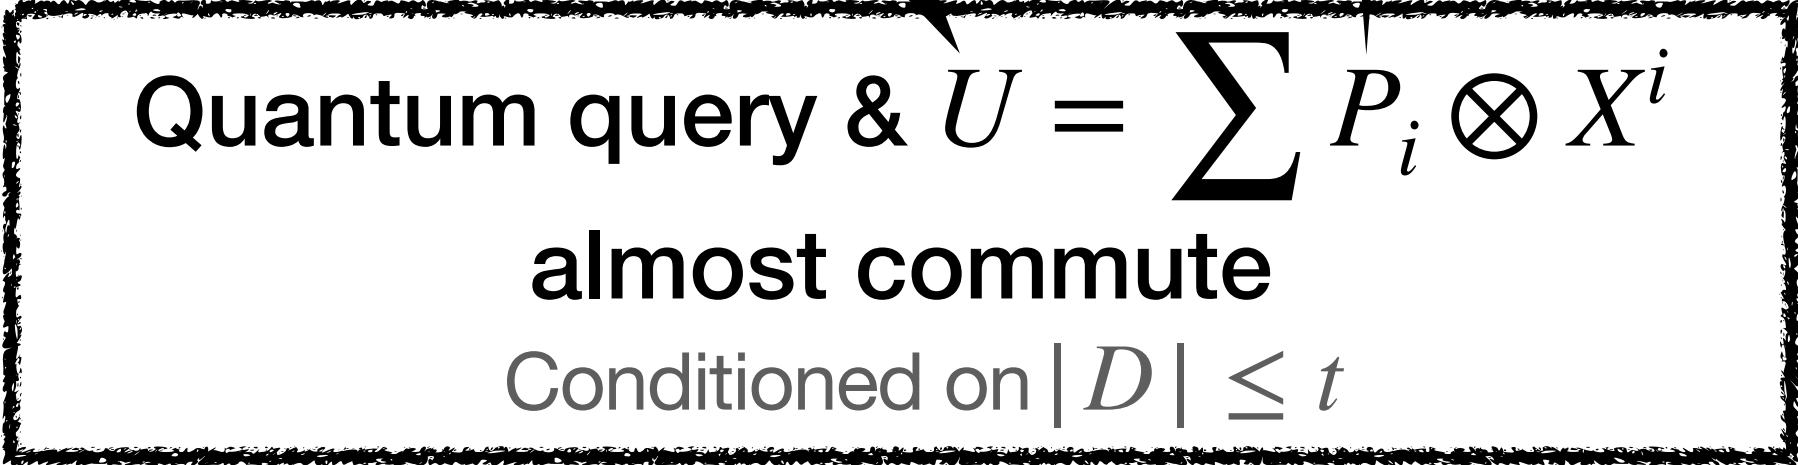 Quantum query & U = ∑ P_i ⊗ X^i
almost commute
Conditioned on |D| ≤ t